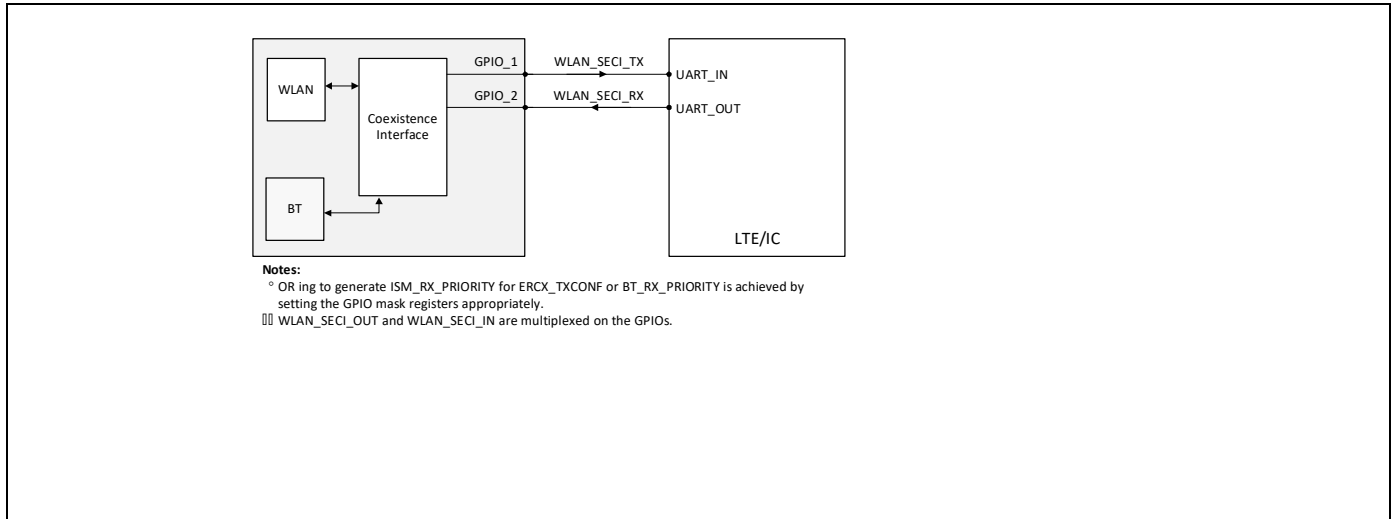 GPIO_1 WLAN_SECI_TX
UART_IN
WLAN
GPIO_2 WLAN_SECI_RX
UART_OUT
Coexistence
Interface
BT
LTE/IC
Notes:
° OR ing to generate ISM_RX_PRIORITY for ERCX_TXCONF or BT_RX_PRIORITY is achieved by
setting the GPIO mask registers appropriately.
WLAN_SECI_OUT and WLAN_SECI_IN are multiplexed on the GPIOs.